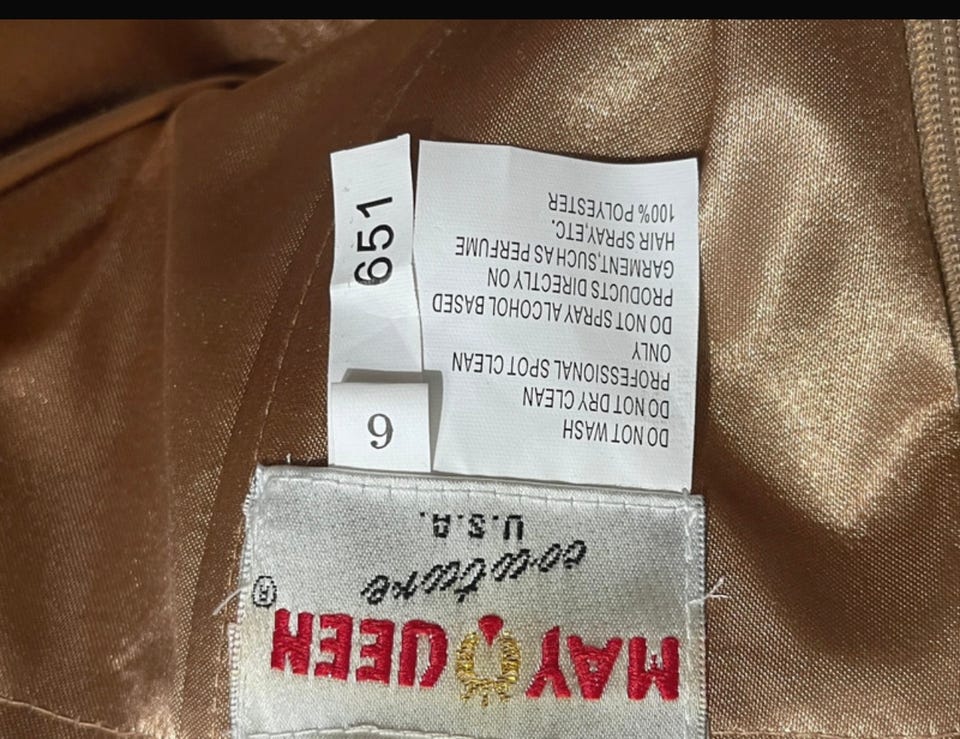 MAY QUEEN ®
couture
U.S.A.
6
651
DO NOT WASH
DO NOT DRY CLEAN
PROFESSIONAL SPOT CLEAN
ONLY
DO NOT SPRAY ALCOHOL BASED
PRODUCTS DIRECTLY ON
GARMENT,SUCH AS PERFUME
HAIR SPRAY,ETC.
100% POLYESTER